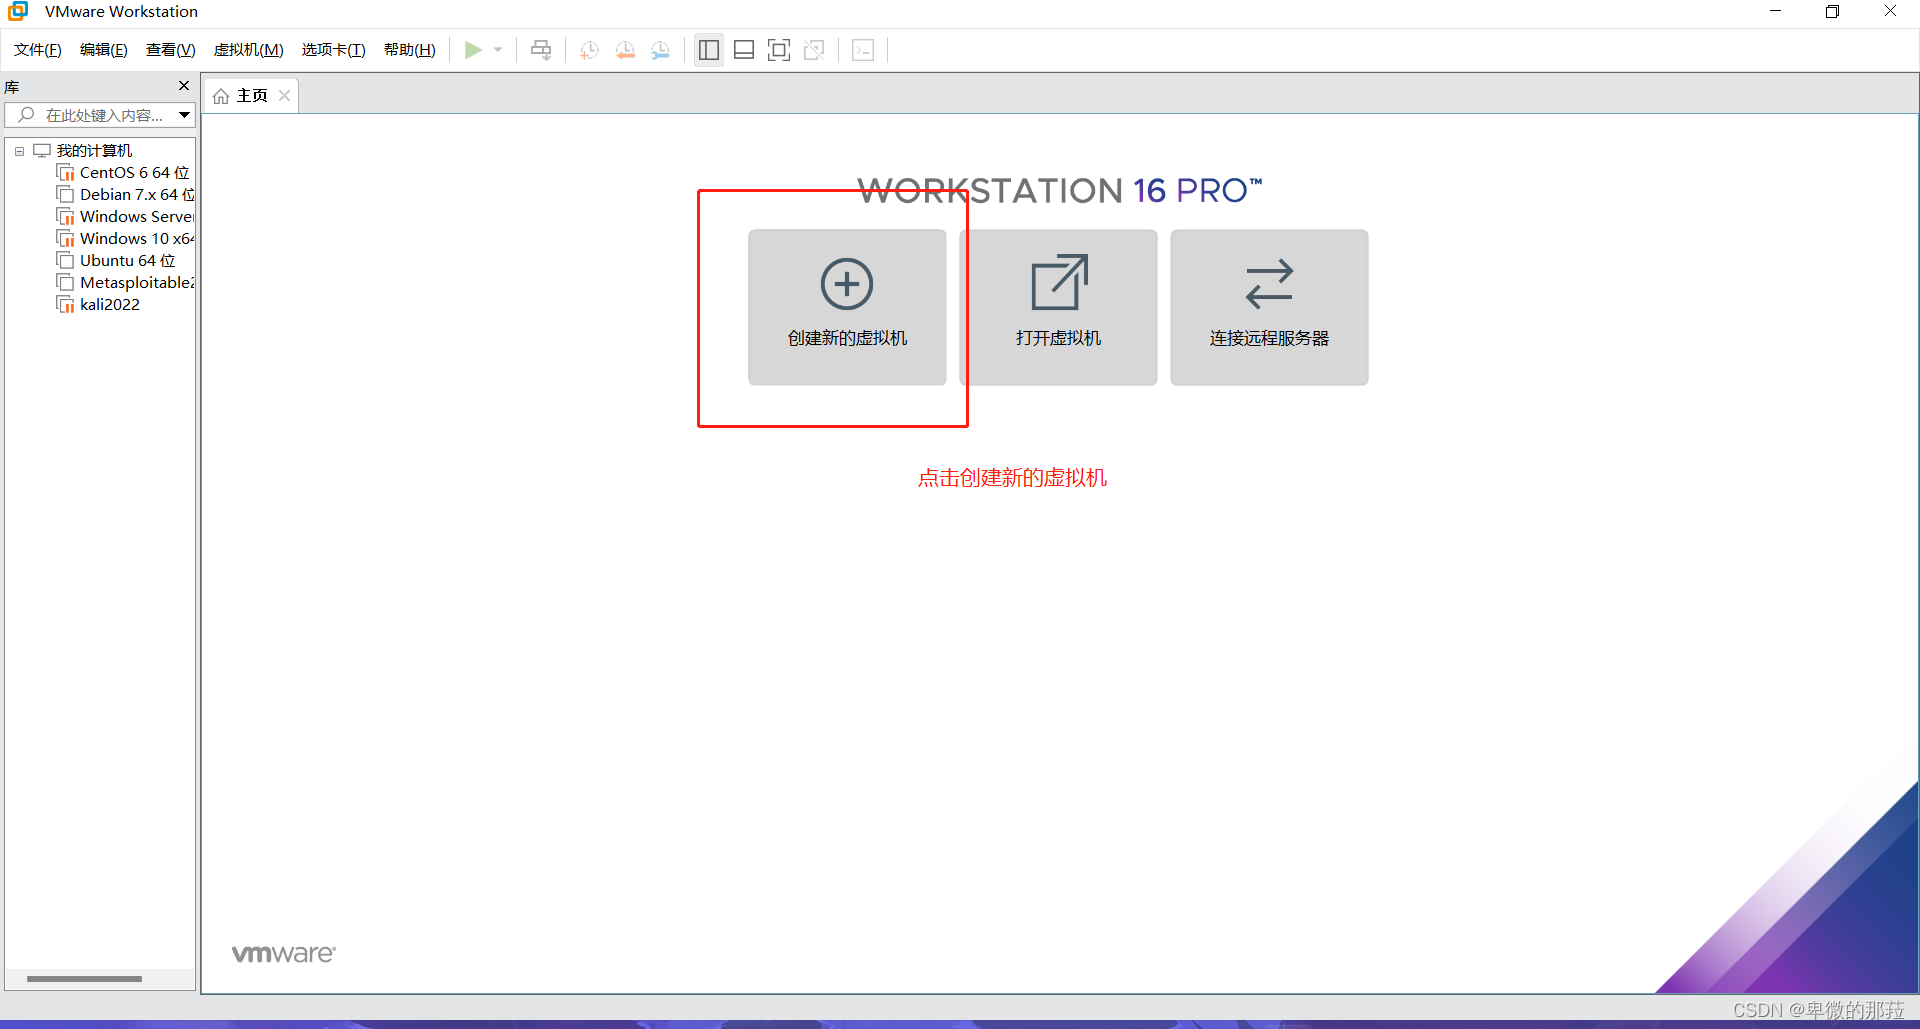 VMware Workstation
文件(F) 编辑(E) 查看(V) 虚拟机(M) 选项卡(T) 帮助(H)
库
在此处键入内容...
我的计算机
CentOS 6 64 位
Debian 7.x 64 位
Windows Server
Windows 10 x64
Ubuntu 64 位
Metasploitable2
kali2022
主页
WORKSTATION 16 PRO™
创建新的虚拟机
打开虚拟机
连接远程服务器
点击创建新的虚拟机
vmware®
CSDN @卑微的那菈